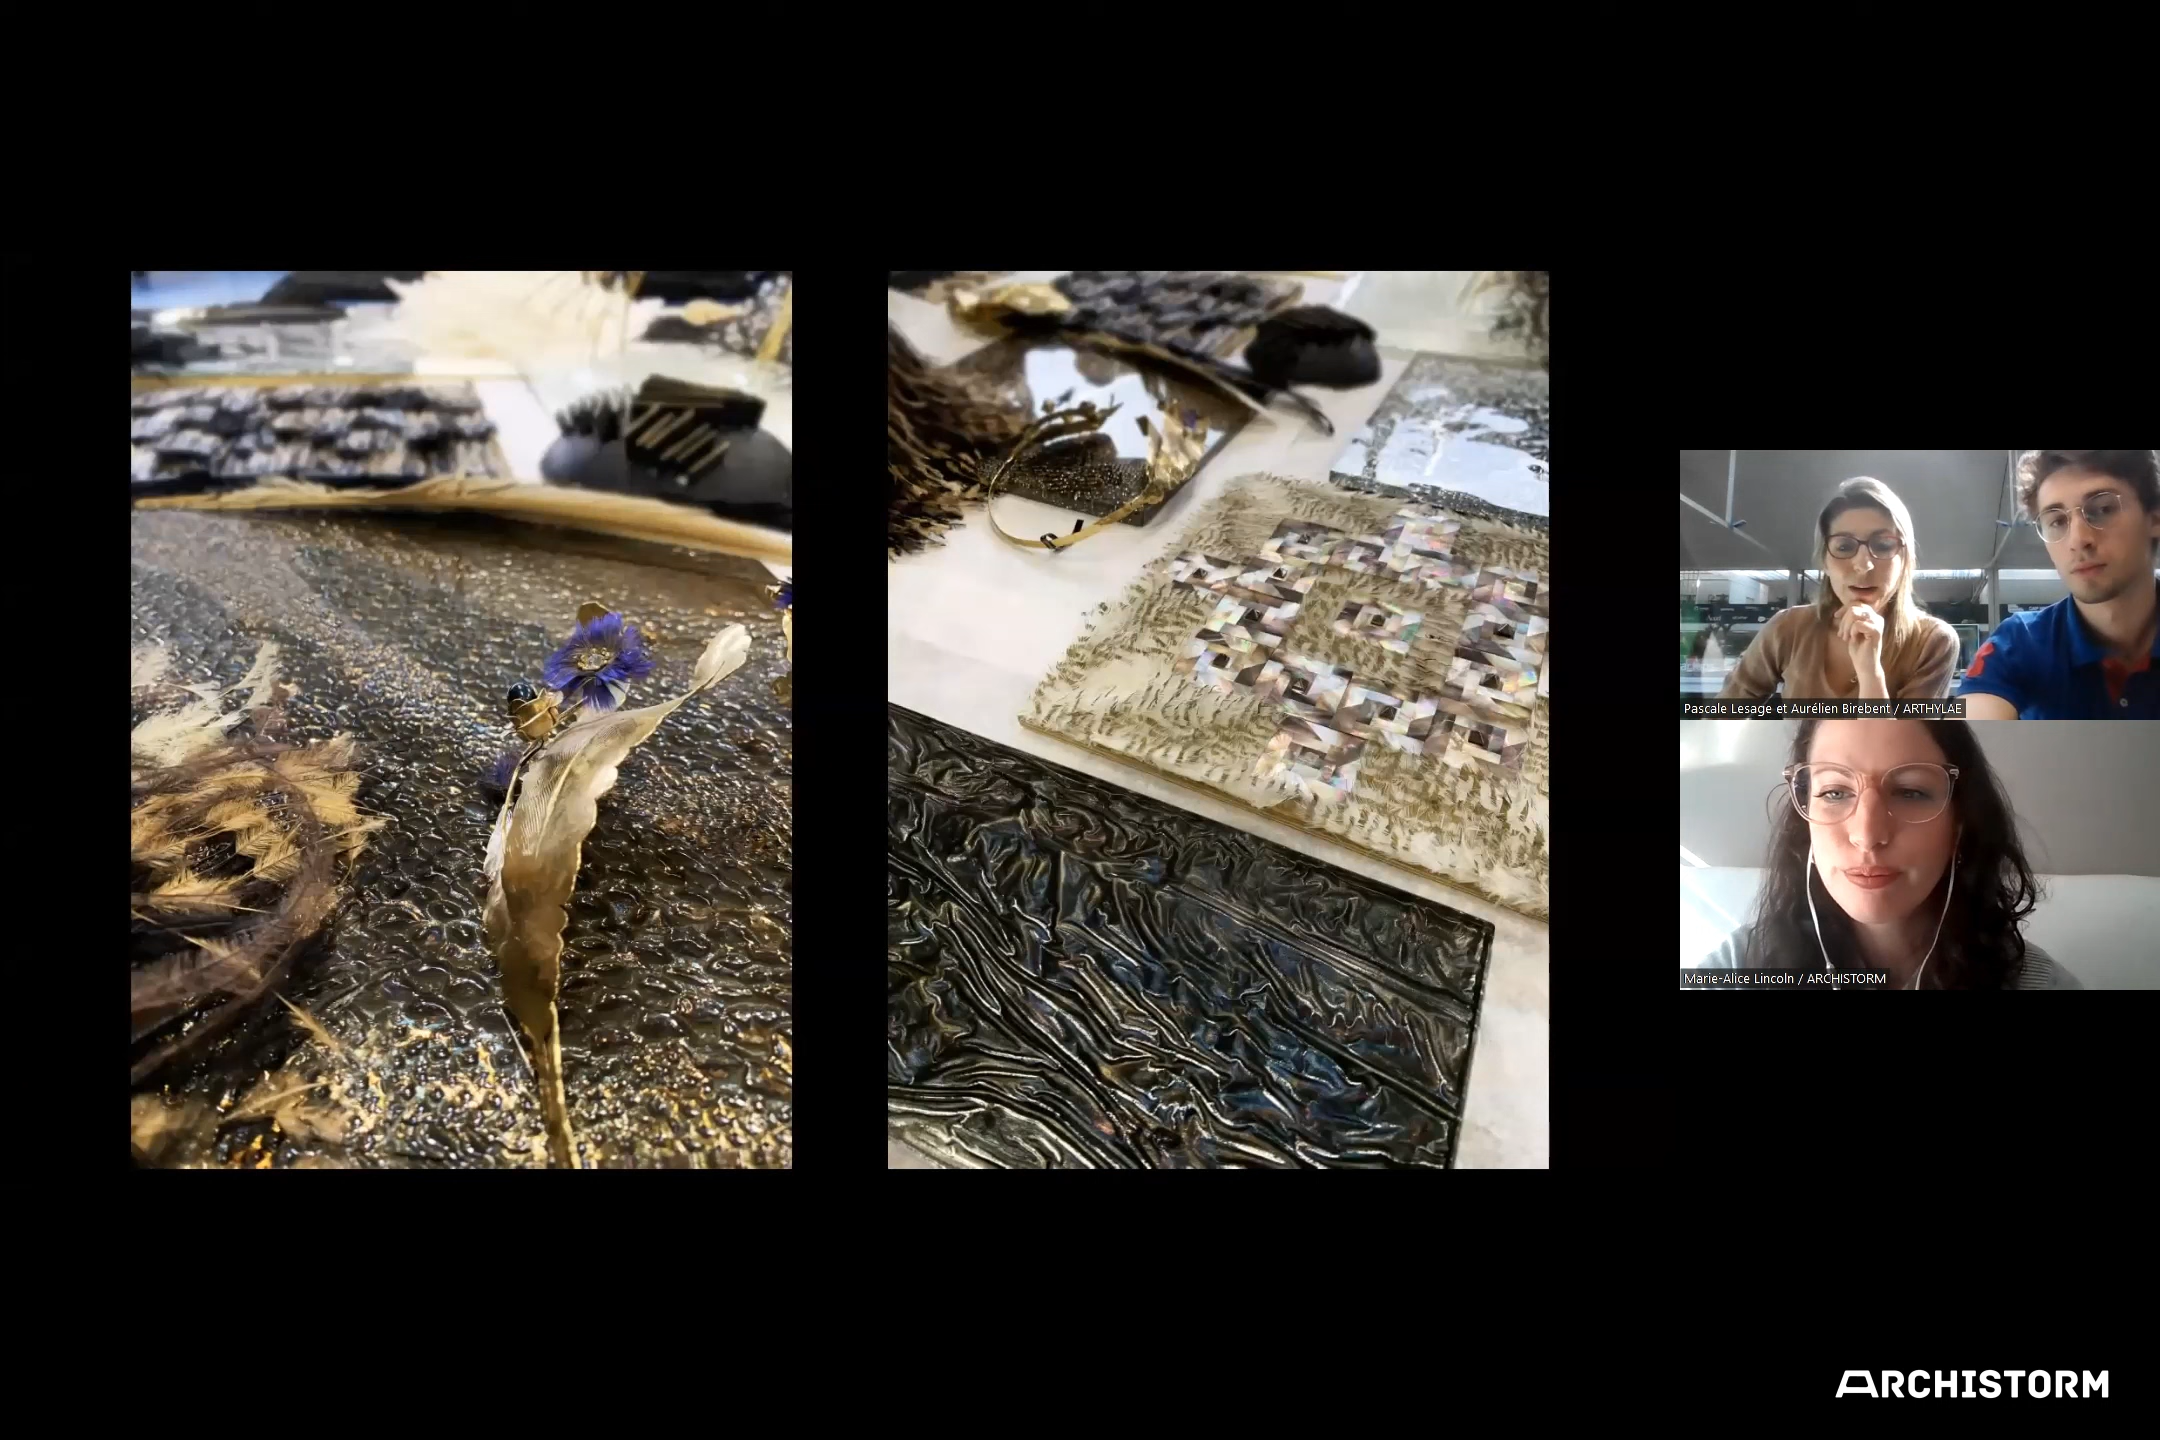 Pascale Lesage et Aurélien Birebent / ARTHYLAE
Marie-Alice Lincoln / ARCHISTORM
ARCHISTORM